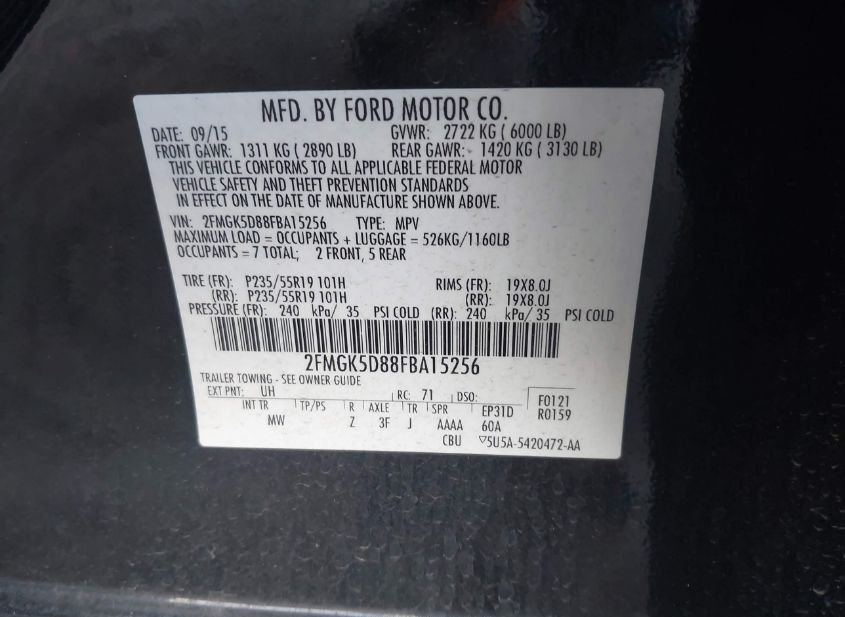 MFD. BY FORD MOTOR CO.
DATE: 09/15 GVWR: 2722 KG ( 6000 LB)
FRONT GAWR: 1311 KG ( 2890 LB) REAR GAWR: 1420 KG ( 3130 LB)
THIS VEHICLE CONFORMS TO ALL APPLICABLE FEDERAL MOTOR
VEHICLE SAFETY AND THEFT PREVENTION STANDARDS
IN EFFECT ON THE DATE OF MANUFACTURE SHOWN ABOVE.
VIN: 2FMGK5D88FBA15256 TYPE: MPV
MAXIMUM LOAD = OCCUPANTS + LUGGAGE = 526KG/1160LB
OCCUPANTS = 7 TOTAL; 2 FRONT, 5 REAR
TIRE (FR): P235/55R19 101H RIMS (FR): 19X8.0J
(RR): P235/55R19 101H (RR): 19X8.0J
PRESSURE (FR): 240 kPa/ 35 PSI COLD (RR): 240 kPa/ 35 PSI COLD
2FMGK5D88FBA15256
TRAILER TOWING - SEE OWNER GUIDE
EXT PNT: UH RC: 71 DSO: F0121
INT TR TP/PS R AXLE TR SPR EP31D R0159
MW Z 3F J AAAA 60A
CBU 5U5A-5420472-AA